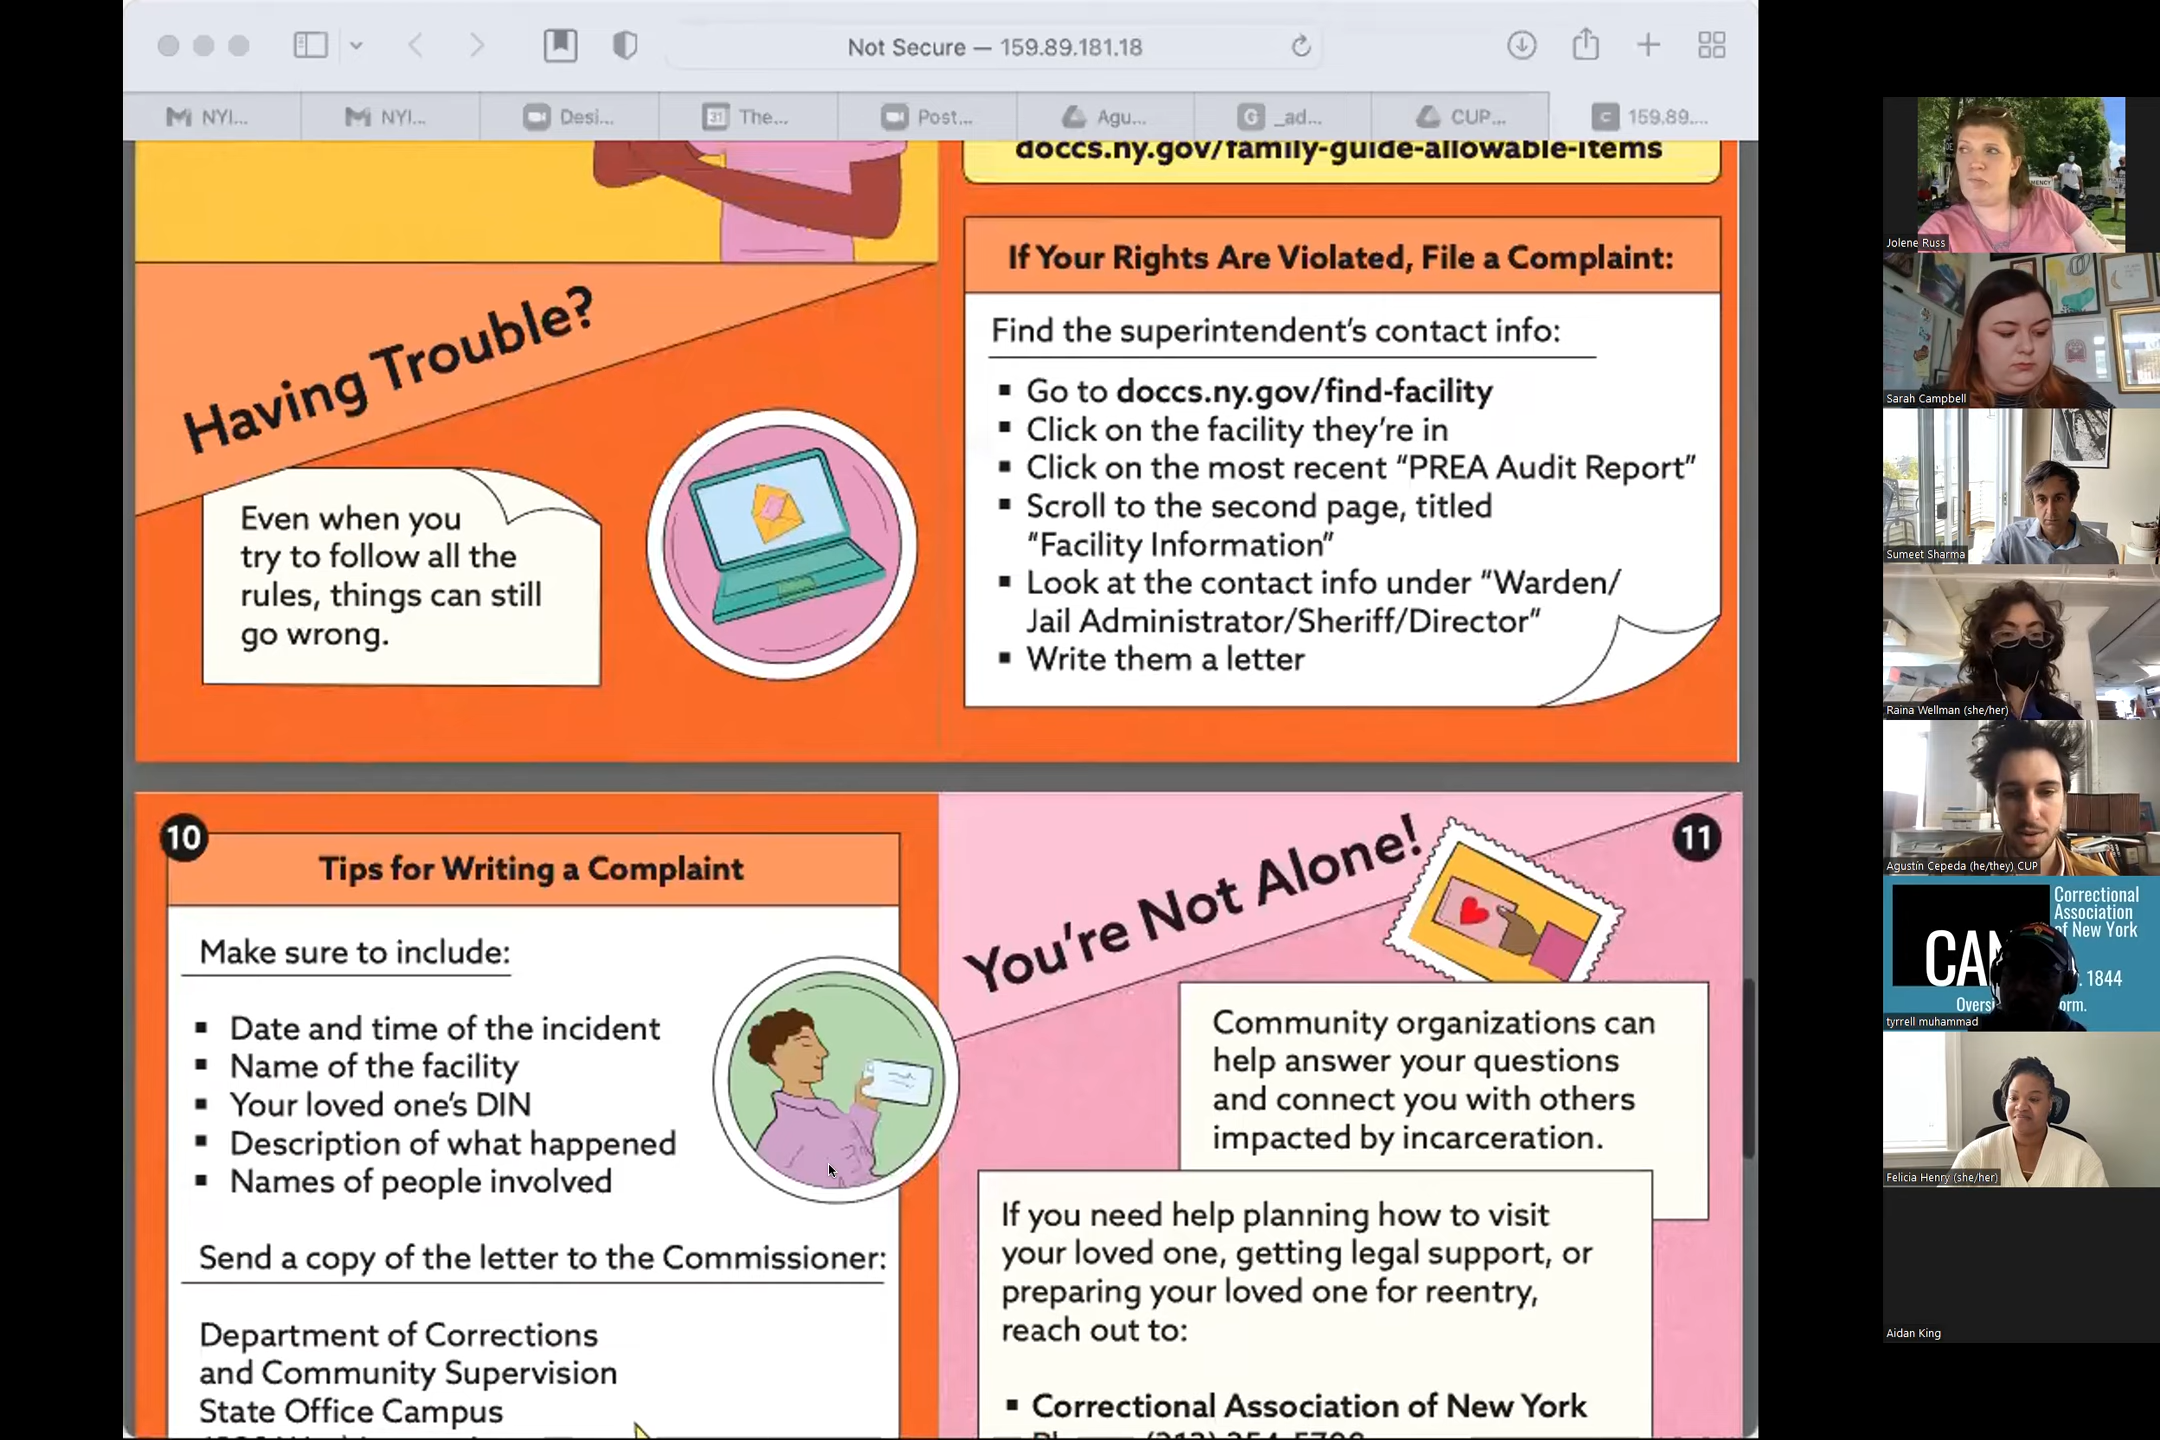 Not Secure — 159.89.181.18
NYI...
NYI...
Desi...
31
The...
Post...
Agu...
G
_ad...
CUP...
C
159.89....
doccs.ny.gov/family-guide-allowable-items
Having Trouble?
Even when you
try to follow all the
rules, things can still
go wrong.
If Your Rights Are Violated, File a Complaint:
Find the superintendent's contact info:
▪ Go to doccs.ny.gov/find-facility
▪ Click on the facility they're in
▪ Click on the most recent “PREA Audit Report”
▪ Scroll to the second page, titled
“Facility Information”
▪ Look at the contact info under “Warden/
Jail Administrator/Sheriff/Director”
▪ Write them a letter
10
Tips for Writing a Complaint
Make sure to include:
▪ Date and time of the incident
▪ Name of the facility
▪ Your loved one's DIN
▪ Description of what happened
▪ Names of people involved
Send a copy of the letter to the Commissioner:
Department of Corrections
and Community Supervision
State Office Campus
You're Not Alone!
11
Community organizations can
help answer your questions
and connect you with others
impacted by incarceration.
If you need help planning how to visit
your loved one, getting legal support, or
preparing your loved one for reentry,
reach out to:
▪ Correctional Association of New York
Jolene Russ
Sarah Campbell
Sumeet Sharma
Raina Wellman (she/her)
Agustín Cepeda (he/they) CUP
Correctional
Association
of New York
CAN
1844
tyrrell muhammad
Felicia Henry (she/her)
Aidan King